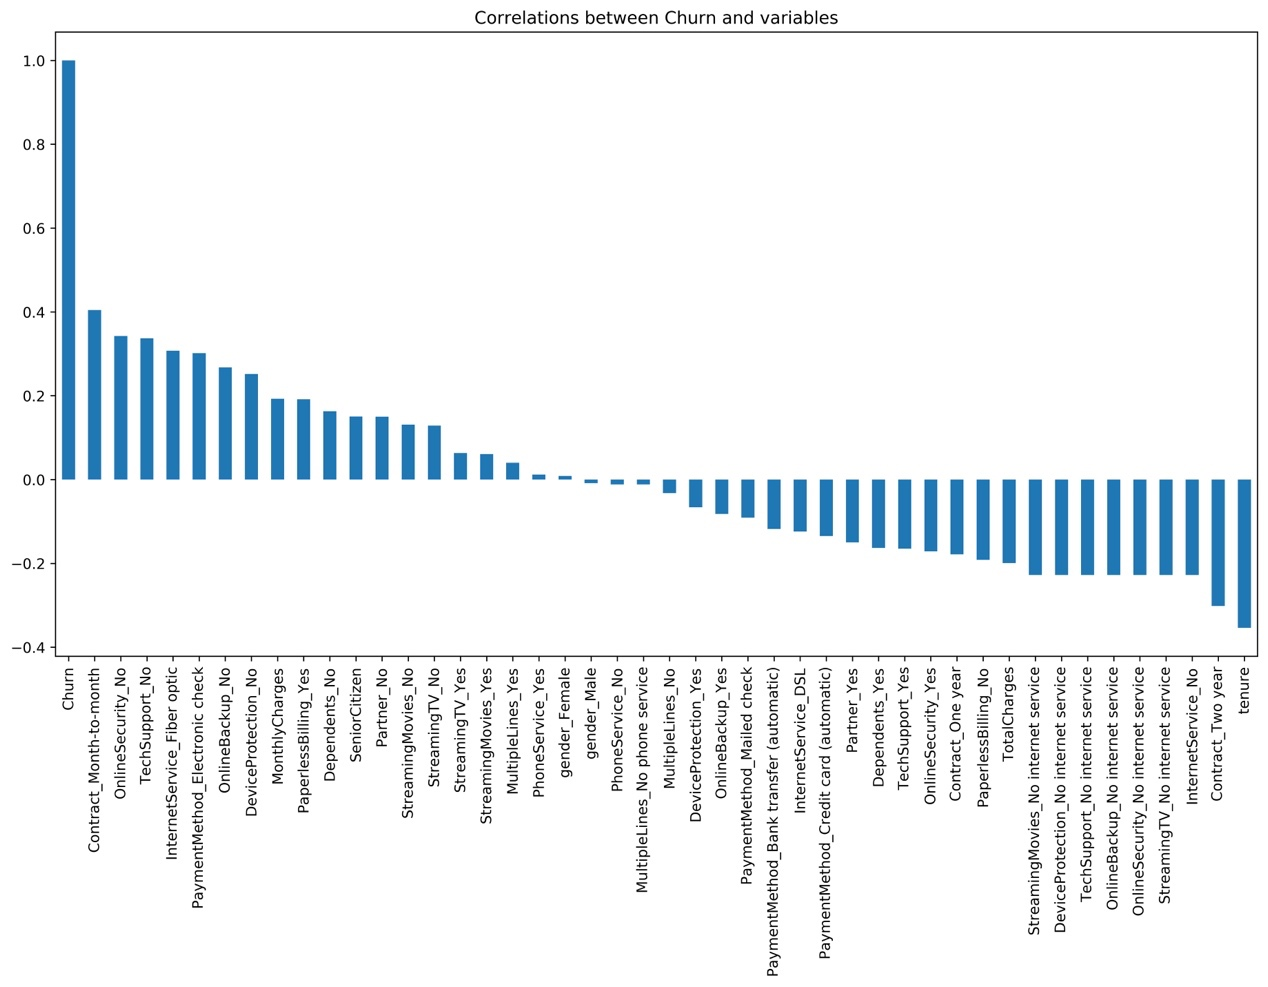 Correlations between Churn and variables
1.0
0.8
0.6
0.4
0.2
0.0
−0.2
−0.4
Churn
Contract_Month-to-month
OnlineSecurity_No
TechSupport_No
InternetService_Fiber optic
PaymentMethod_Electronic check
OnlineBackup_No
DeviceProtection_No
MonthlyCharges
PaperlessBilling_Yes
Dependents_No
SeniorCitizen
Partner_No
StreamingMovies_No
StreamingTV_No
StreamingTV_Yes
StreamingMovies_Yes
MultipleLines_Yes
PhoneService_Yes
gender_Female
gender_Male
PhoneService_No
MultipleLines_No phone service
MultipleLines_No
DeviceProtection_Yes
OnlineBackup_Yes
PaymentMethod_Mailed check
PaymentMethod_Bank transfer (automatic)
InternetService_DSL
PaymentMethod_Credit card (automatic)
Partner_Yes
Dependents_Yes
TechSupport_Yes
OnlineSecurity_Yes
Contract_One year
PaperlessBilling_No
TotalCharges
StreamingMovies_No internet service
DeviceProtection_No internet service
TechSupport_No internet service
OnlineBackup_No internet service
OnlineSecurity_No internet service
StreamingTV_No internet service
InternetService_No
Contract_Two year
tenure